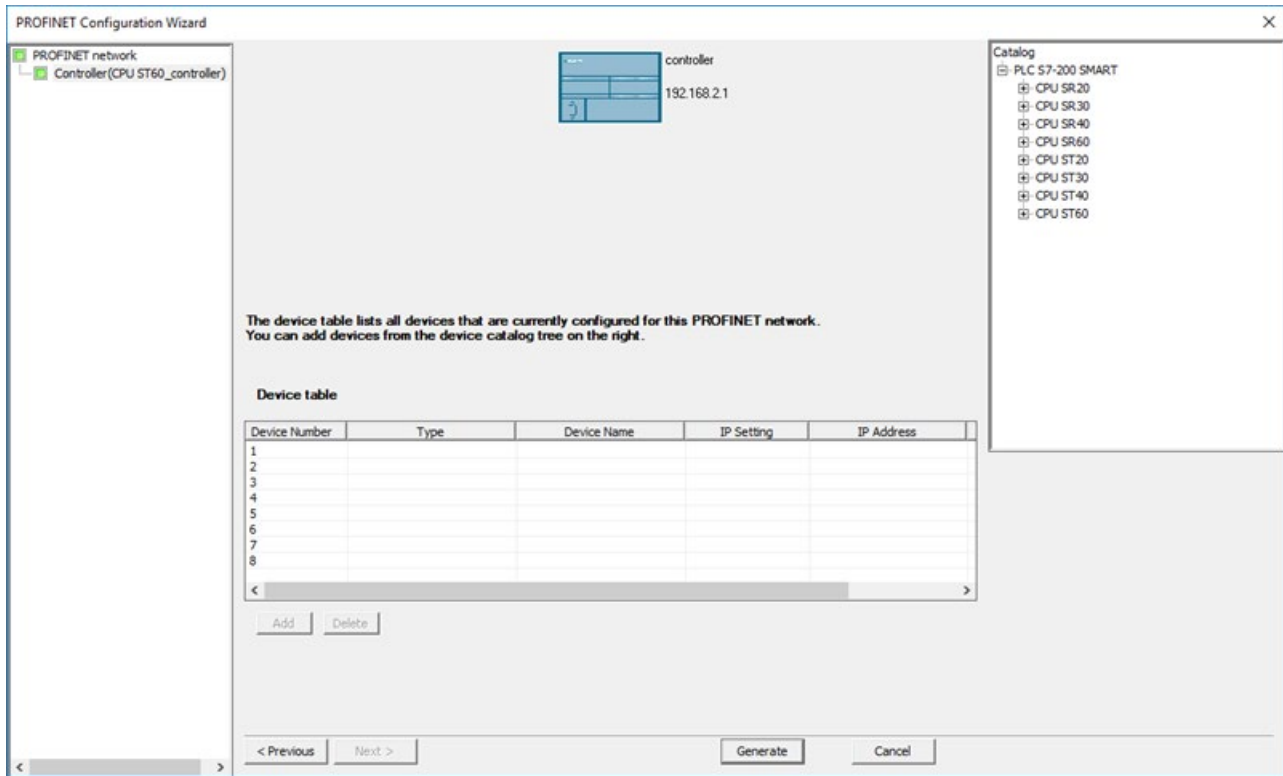 PROFINET Configuration Wizard
PROFINET network
Controller(CPU ST60_controller)
controller
192.168.2.1
The device table lists all devices that are currently configured for this PROFINET network.
You can add devices from the device catalog tree on the right.
Device table
Device Number Type Device Name IP Setting IP Address
1
2
3
4
5
6
7
8
Add Delete
< Previous Next > Generate Cancel
Catalog
PLC S7-200 SMART
CPU SR20
CPU SR30
CPU SR40
CPU SR60
CPU ST20
CPU ST30
CPU ST40
CPU ST60